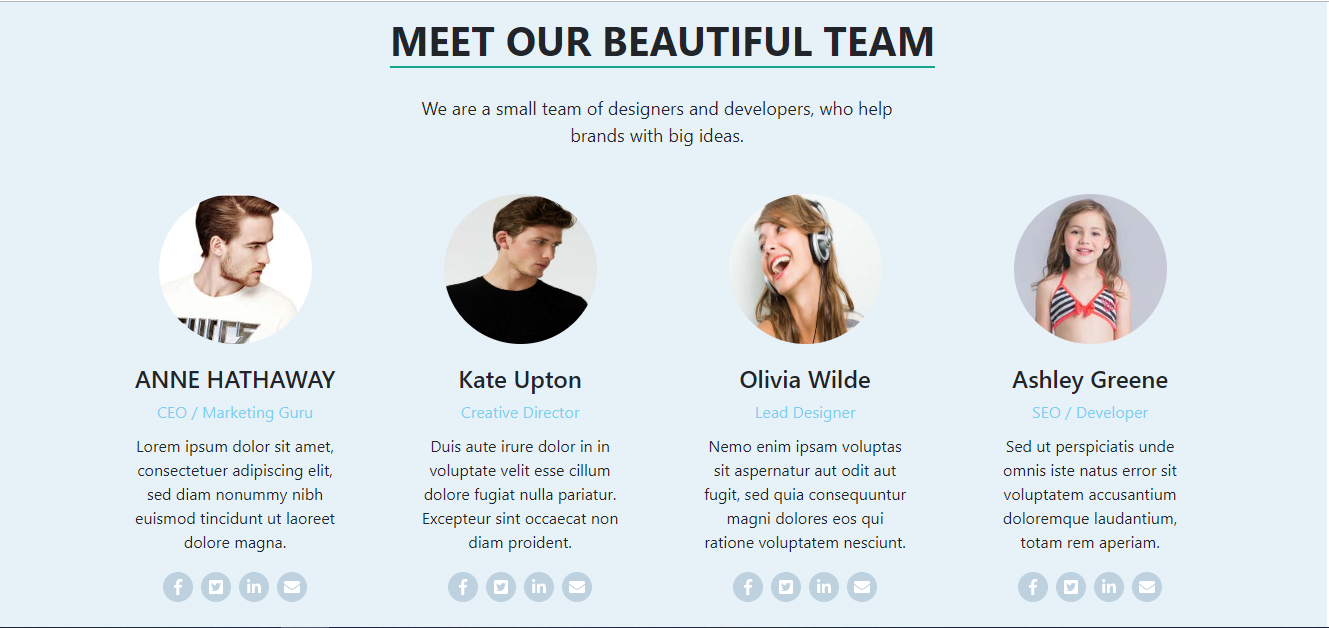 MEET OUR BEAUTIFUL TEAM
We are a small team of designers and developers, who help
brands with big ideas.
ANNE HATHAWAY
CEO / Marketing Guru
Lorem ipsum dolor sit amet,
consectetuer adipiscing elit,
sed diam nonummy nibh
euismod tincidunt ut laoreet
dolore magna.
Kate Upton
Creative Director
Duis aute irure dolor in in
voluptate velit esse cillum
dolore fugiat nulla pariatur.
Excepteur sint occaecat non
diam proident.
Olivia Wilde
Lead Designer
Nemo enim ipsam voluptas
sit aspernatur aut odit aut
fugit, sed quia consequuntur
magni dolores eos qui
ratione voluptatem nesciunt.
Ashley Greene
SEO / Developer
Sed ut perspiciatis unde
omnis iste natus error sit
voluptatem accusantium
doloremque laudantium,
totam rem aperiam.